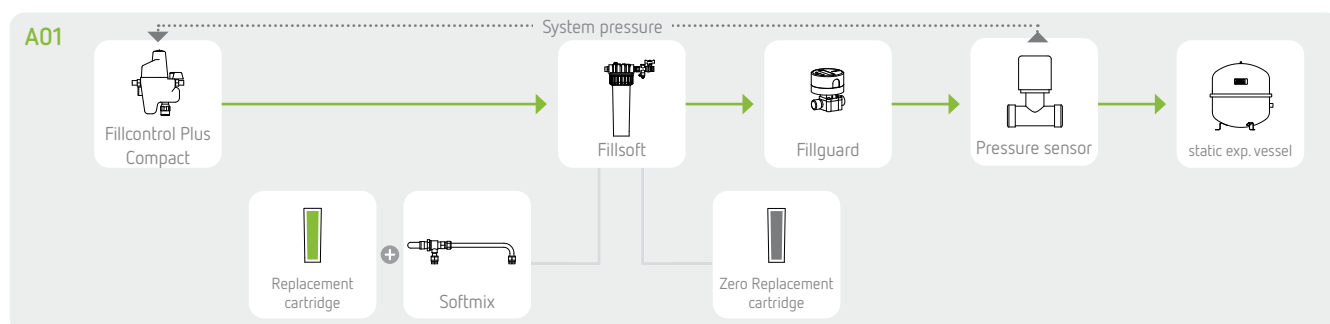 A01
System pressure
Fillcontrol Plus
Compact
Fillsoft
Fillguard
Pressure sensor
static exp. vessel
Replacement
cartridge
+
Softmix
Zero Replacement
cartridge